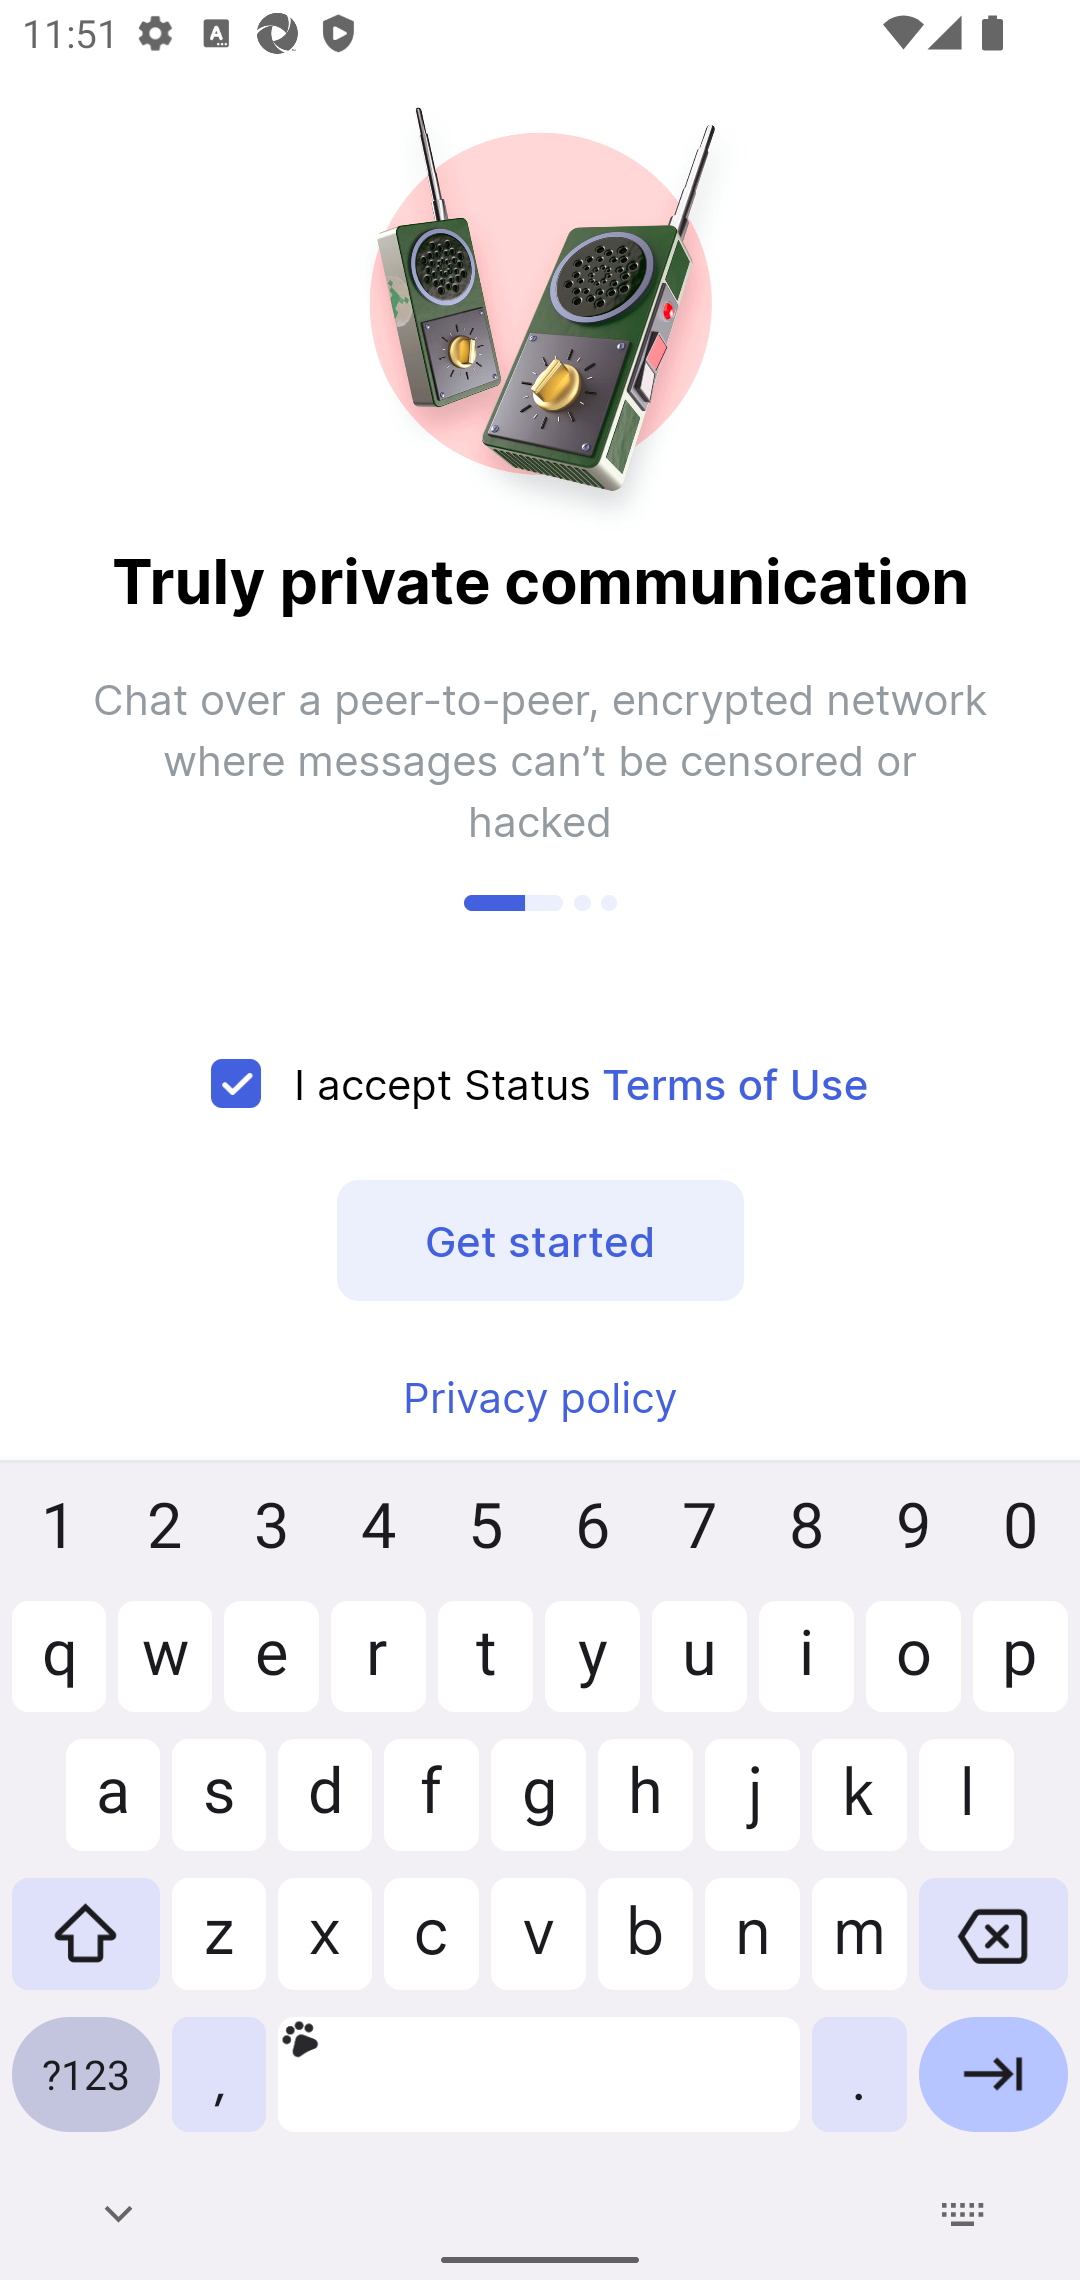 11:51
Truly private communication
Chat over a peer-to-peer, encrypted network
where messages can’t be censored or
hacked
I accept Status Terms of Use
Get started
Privacy policy
1 2 3 4 5 6 7 8 9 0
q w e r t y u i o p
a s d f g h j k l
z x c v b n m
?123 , .